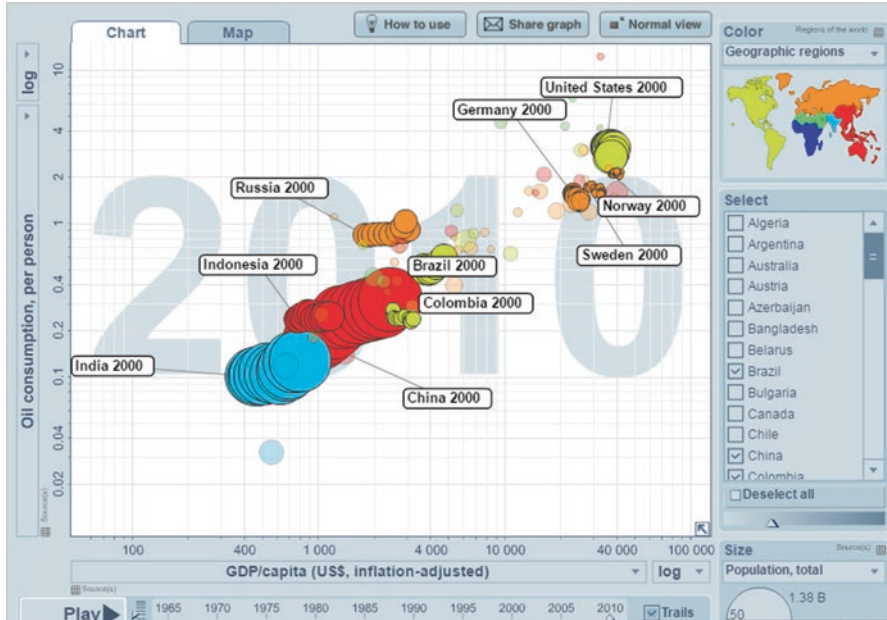 Chart
Map
How to use
Share graph
Normal view
Color
Regions of the world
Geographic regions
log
Oil consumption, per person
10
4
2
1
0.4
0.2
0.1
0.04
0.02
2010
United States 2000
Germany 2000
Russia 2000
Norway 2000
Sweden 2000
Indonesia 2000
Brazil 2000
Colombia 2000
India 2000
China 2000
Select
Algeria
Argentina
Australia
Austria
Azerbaijan
Bangladesh
Belarus
Brazil
Bulgaria
Canada
Chile
China
Colombia
Deselect all
Source(s)
100
400
1 000
4 000
10 000
40 000
100 000
GDP/capita (US$, inflation-adjusted)
log
Source(s)
Size
Source(s)
Population, total
1.38 B
50
Play
1965
1970
1975
1980
1985
1990
1995
2000
2005
2010
Trails